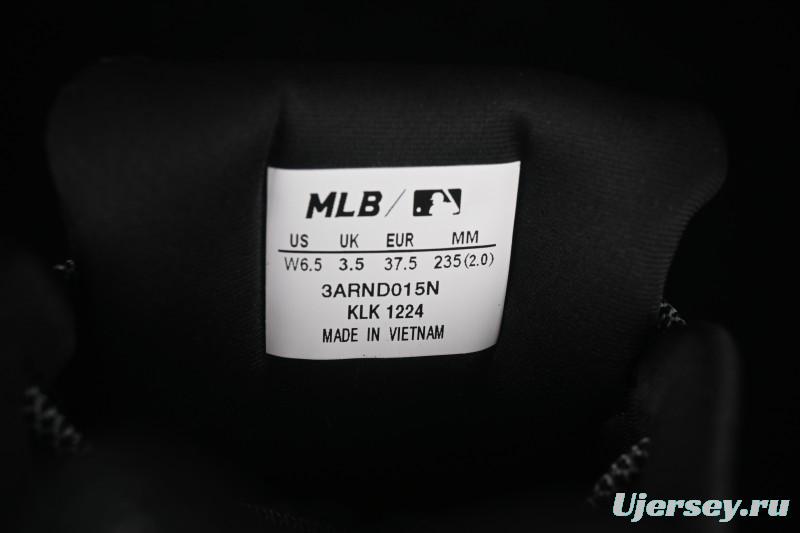 MLB /
US UK EUR MM
W6.5 3.5 37.5 235(2.0)
3ARND015N
KLK 1224
MADE IN VIETNAM
Ujersey.ru